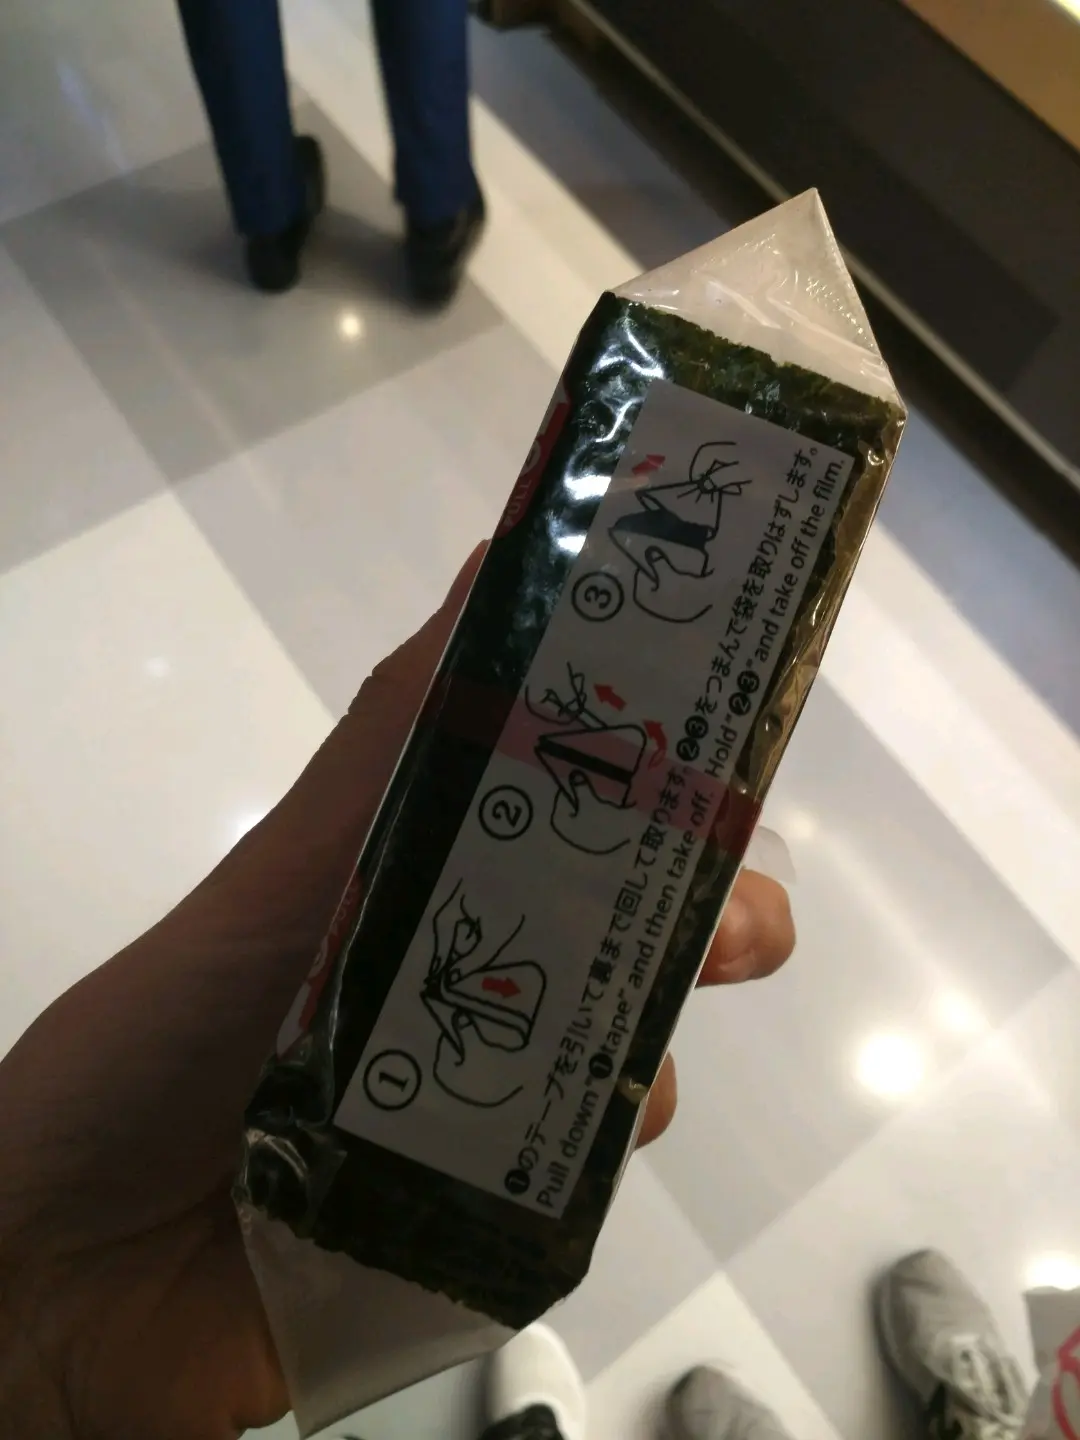 ①
②
③
❶のテープを引いて裏まで回して取ります。❷❸をつまんで袋を取りはずします。
Pull down "❶tape" and then take off. Hold "❷❸" and take off the film.
PULL